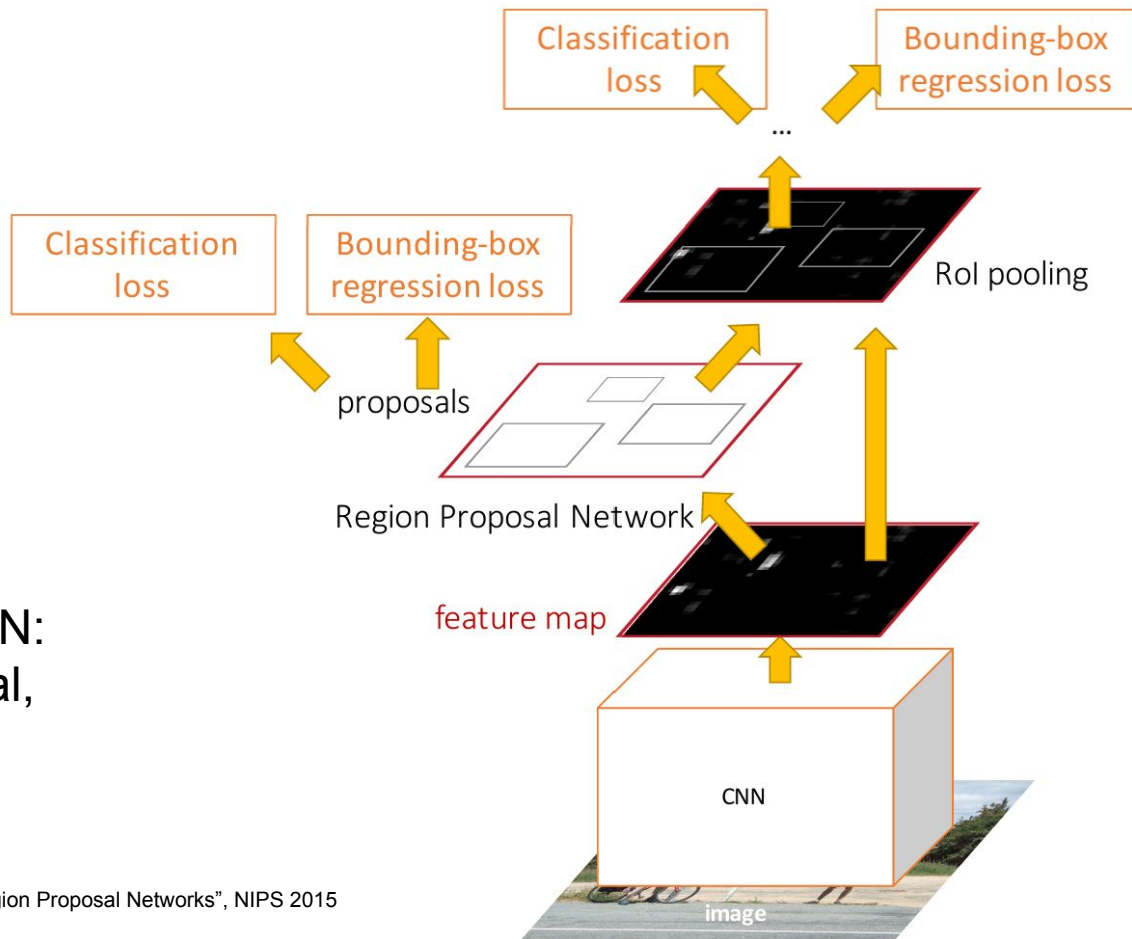 Classification
loss
Bounding-box
regression loss
...
Classification
loss
Bounding-box
regression loss
RoI pooling
proposals
Region Proposal Network
feature map
N:
al,
CNN
image
gion Proposal Networks”, NIPS 2015